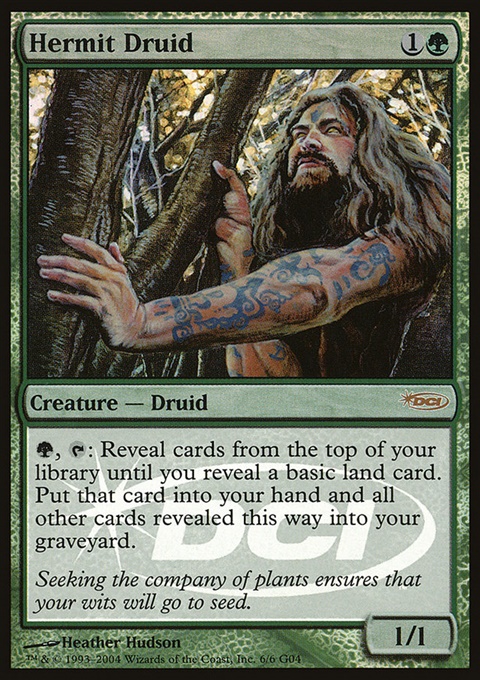 Hermit Druid 1
Creature — Druid
DCI
, : Reveal cards from the top of your
library until you reveal a basic land card.
Put that card into your hand and all
other cards revealed this way into your
graveyard.
DCI
Seeking the company of plants ensures that
your wits will go to seed.
Heather Hudson
1/1
™ & © 1993–2004 Wizards of the Coast, Inc. 6/6 G04